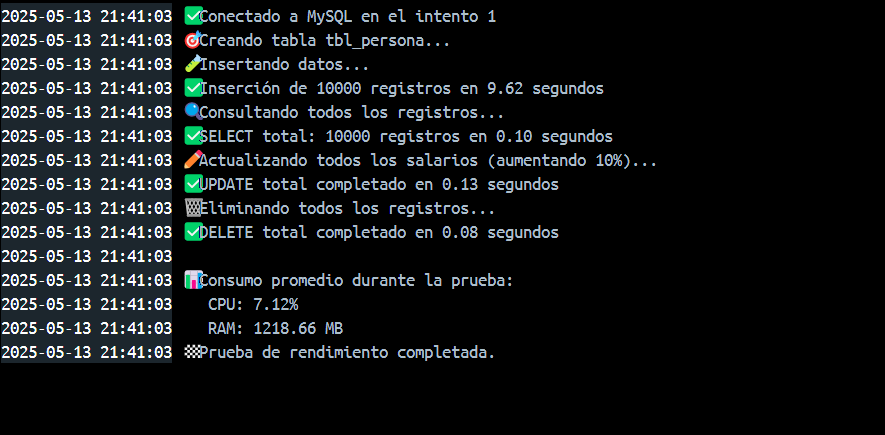 2025-05-13 21:41:03 ✅Conectado a MySQL en el intento 1
2025-05-13 21:41:03 🎯Creando tabla tbl_persona...
2025-05-13 21:41:03 🧪Insertando datos...
2025-05-13 21:41:03 ✅Inserción de 10000 registros en 9.62 segundos
2025-05-13 21:41:03 🔍Consultando todos los registros...
2025-05-13 21:41:03 ✅SELECT total: 10000 registros en 0.10 segundos
2025-05-13 21:41:03 ✏️Actualizando todos los salarios (aumentando 10%)...
2025-05-13 21:41:03 ✅UPDATE total completado en 0.13 segundos
2025-05-13 21:41:03 🗑️Eliminando todos los registros...
2025-05-13 21:41:03 ✅DELETE total completado en 0.08 segundos
2025-05-13 21:41:03
2025-05-13 21:41:03 📊Consumo promedio durante la prueba:
2025-05-13 21:41:03 CPU: 7.12%
2025-05-13 21:41:03 RAM: 1218.66 MB
2025-05-13 21:41:03 🏁Prueba de rendimiento completada.